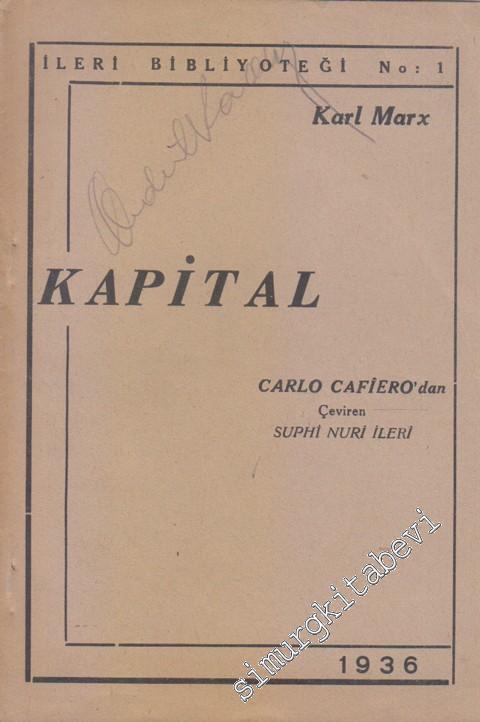 İLERİ BİBLİYOTEĞİ No: 1
Karl Marx
KAPİTAL
CARLO CAFİERO'dan
Çeviren
SUPHİ NURİ İLERİ
1936
simurgkitabevi